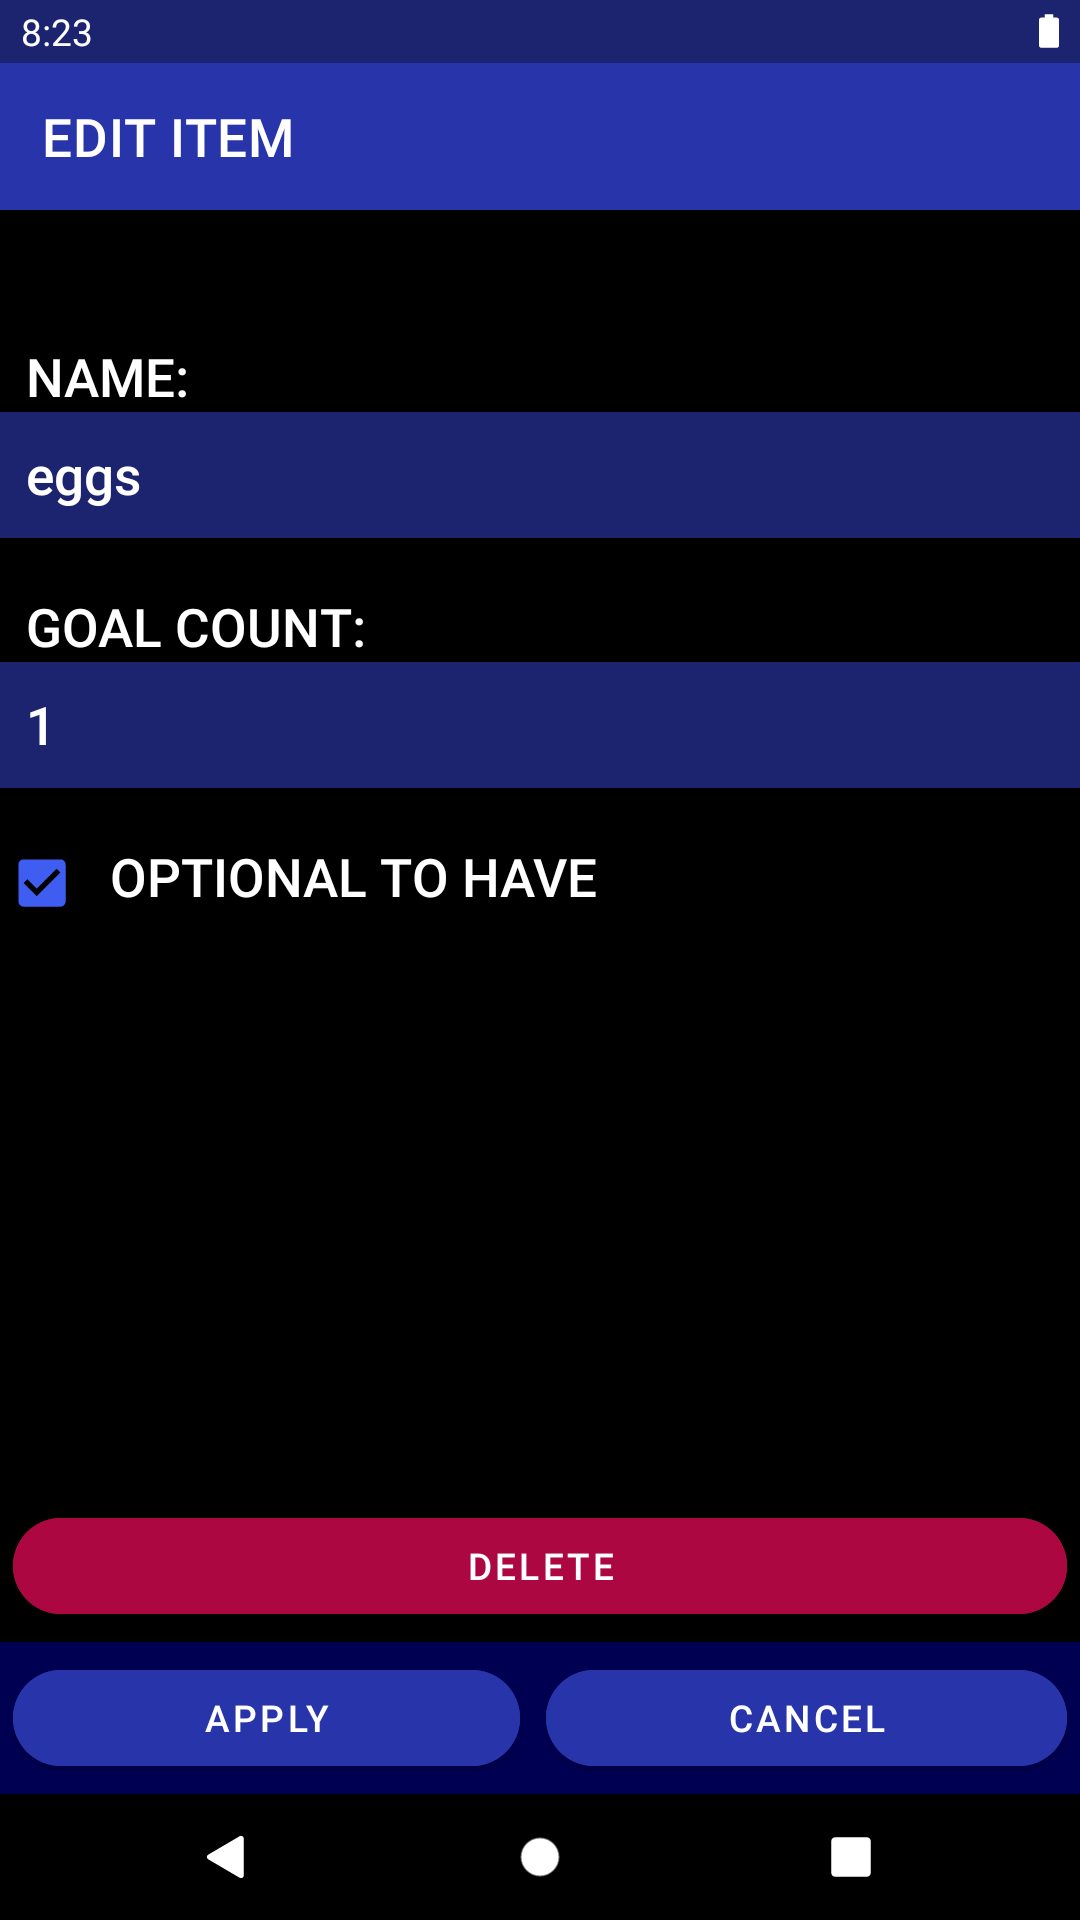 8:23
EDIT ITEM
NAME:
eggs
GOAL COUNT:
1
OPTIONAL TO HAVE
DELETE
APPLY
CANCEL